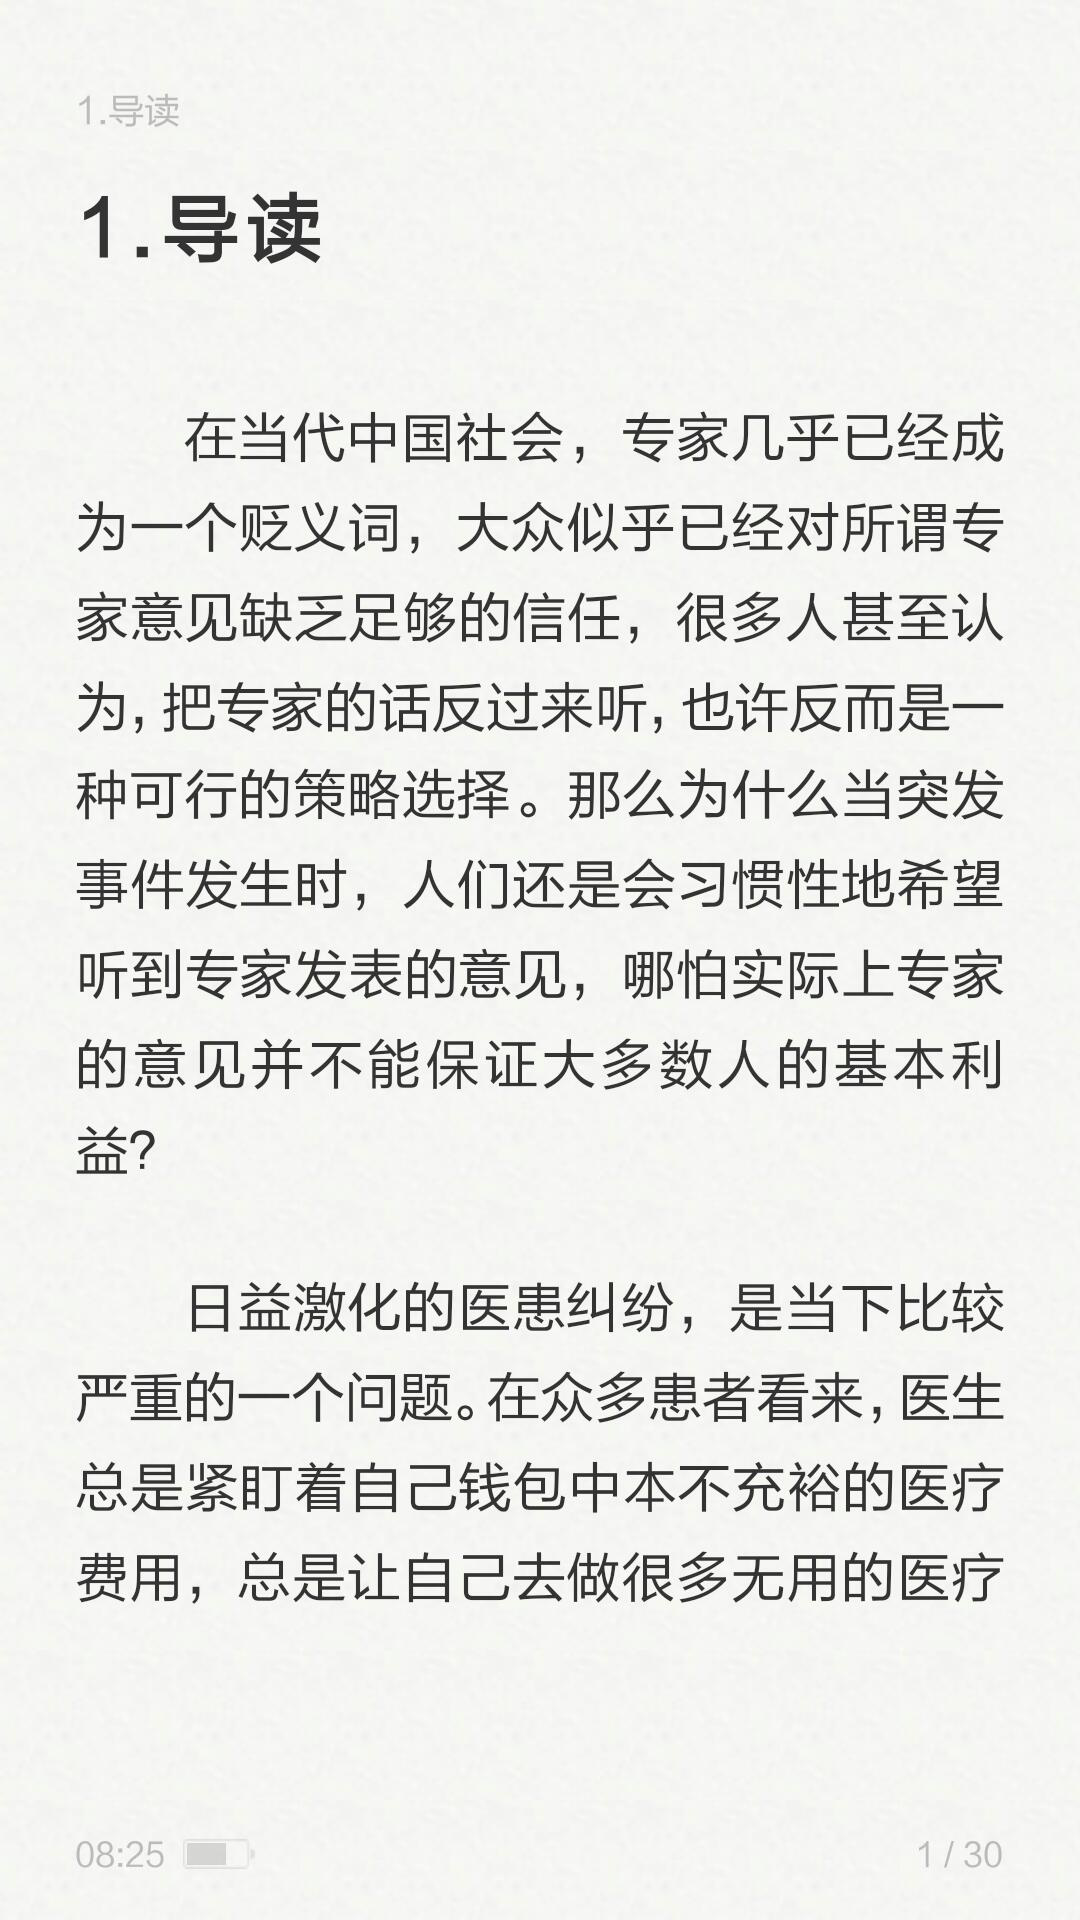 1.导读
1.导读
在当代中国社会，专家几乎已经成
为一个贬义词，大众似乎已经对所谓专
家意见缺乏足够的信任，很多人甚至认
为，把专家的话反过来听，也许反而是一
种可行的策略选择。那么为什么当突发
事件发生时，人们还是会习惯性地希望
听到专家发表的意见，哪怕实际上专家
的意见并不能保证大多数人的基本利
益?
日益激化的医患纠纷，是当下比较
严重的一个问题。在众多患者看来，医生
总是紧盯着自己钱包中本不充裕的医疗
费用，总是让自己去做很多无用的医疗
08:25
1 / 30